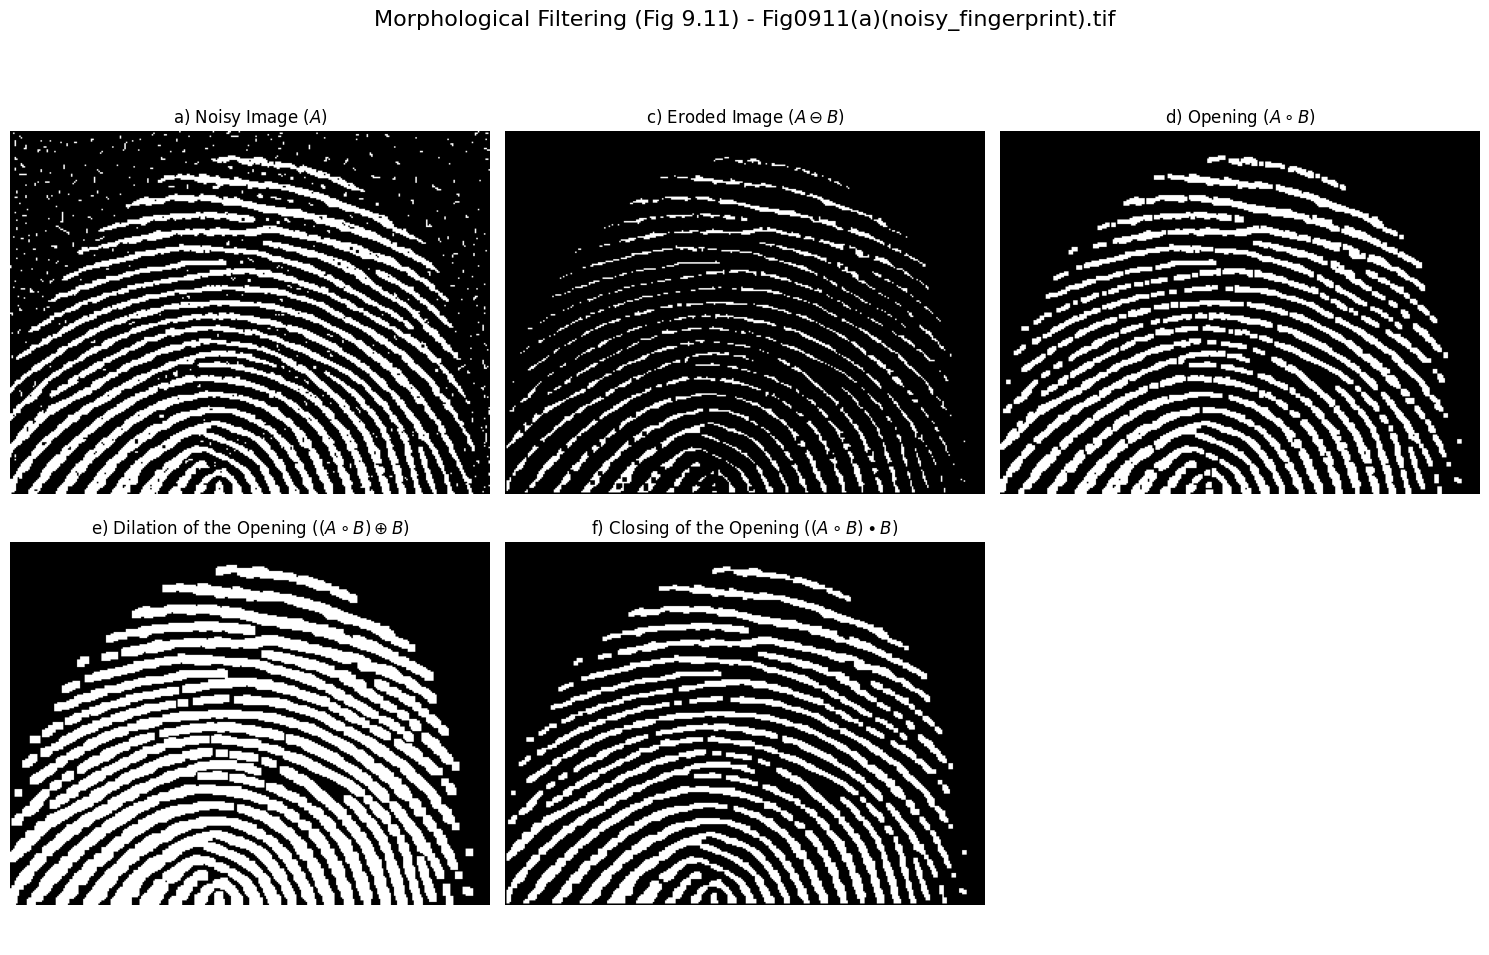 Morphological Filtering (Fig 9.11) - Fig0911(a)(noisy_fingerprint).tif
a) Noisy Image (A)
c) Eroded Image (A ⊖ B)
d) Opening (A ∘ B)
e) Dilation of the Opening ((A ∘ B) ⊕ B)
f) Closing of the Opening ((A ∘ B) • B)